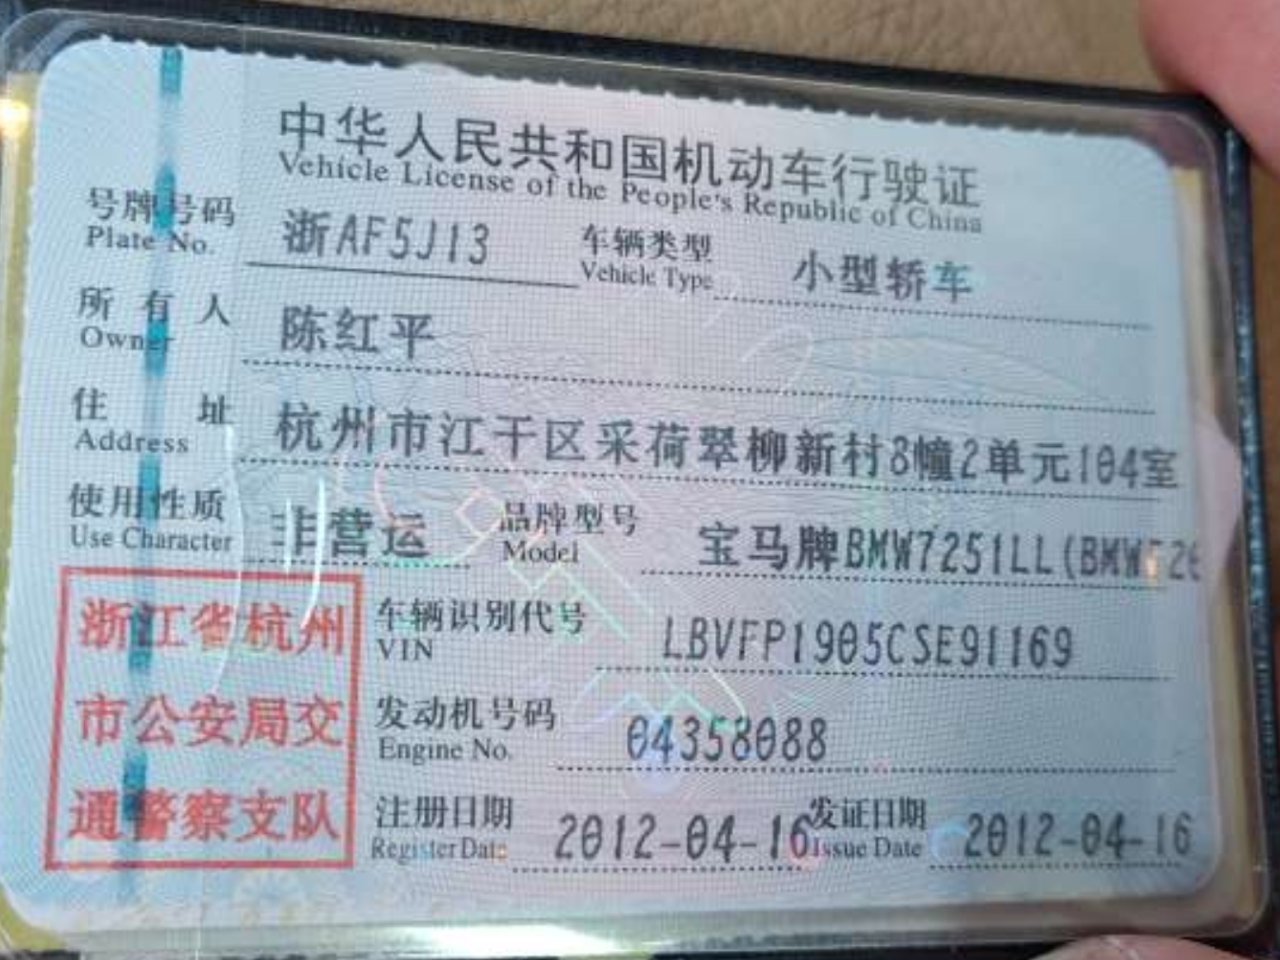 中华人民共和国机动车行驶证
Vehicle License of the People's Republic of China
号牌号码 浙AF5J13 车辆类型 小型轿车
Plate No. Vehicle Type
所有人 陈红平
Owner
住址 杭州市江干区采荷翠柳新村8幢2单元104室
Address
使用性质 非营运 品牌型号 宝马牌BMW7251LL(BMW520
Use Character Model
车辆识别代号 LBVFP1905CSE91169
VIN
发动机号码 04358088
Engine No.
注册日期 2012-04-16 发证日期 2012-04-16
Register Date Issue Date
浙江省杭州
市公安局交
通警察支队